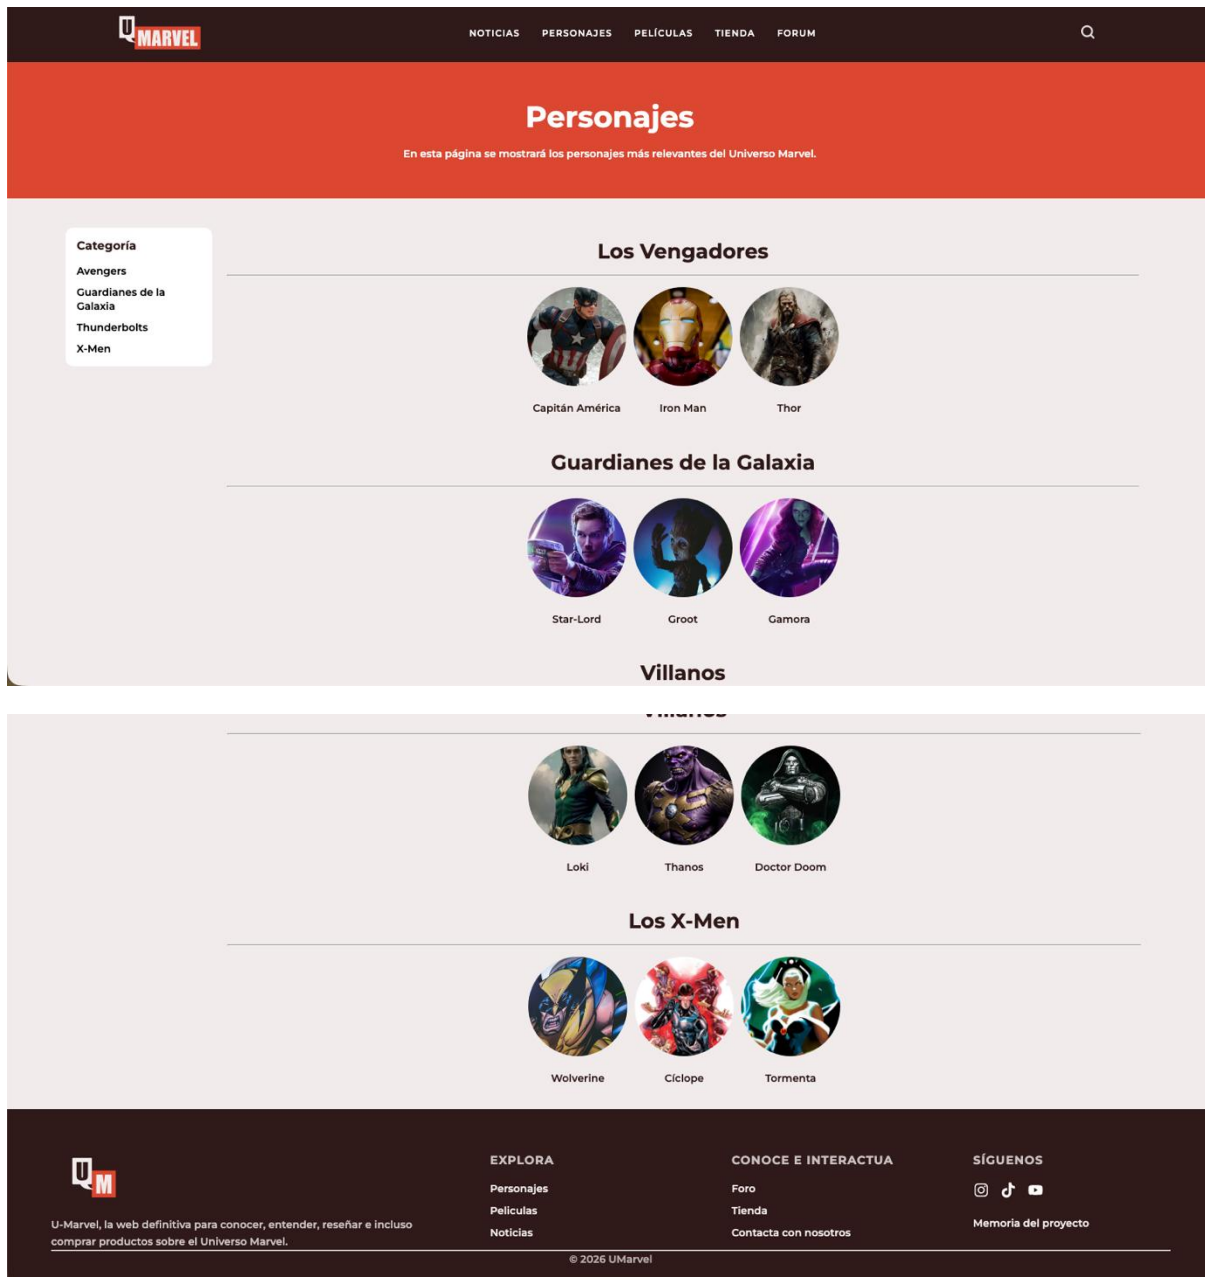 U MARVEL
NOTICIAS PERSONAJES PELÍCULAS TIENDA FORUM
Personajes
En esta página se mostrará los personajes más relevantes del Universo Marvel.
Categoría
Avengers
Guardianes de la
Galaxia
Thunderbolts
X-Men
Los Vengadores
Capitán América Iron Man Thor
Guardianes de la Galaxia
Star-Lord Groot Gamora
Villanos
Villanos
Loki Thanos Doctor Doom
Los X-Men
Wolverine Cíclope Tormenta
U M
U-Marvel, la web definitiva para conocer, entender, reseñar e incluso
comprar productos sobre el Universo Marvel.
EXPLORA
Personajes
Peliculas
Noticias
CONOCE E INTERACTUA
Foro
Tienda
Contacta con nosotros
SÍGUENOS
Memoria del proyecto
© 2026 UMarvel